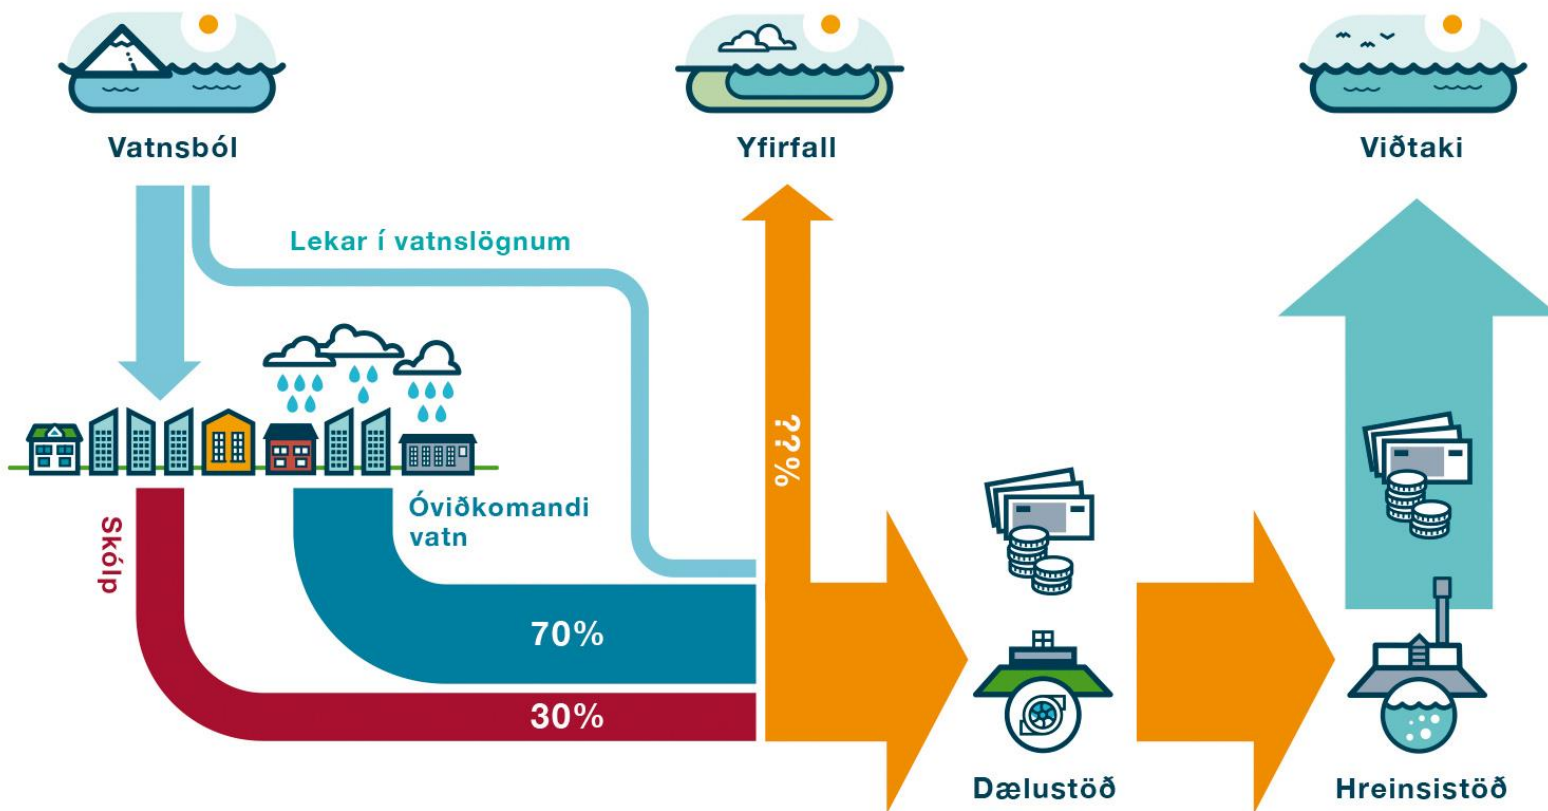 Vatnsból
Yfirfall
Viðtaki
Lekar í vatnslögnum
Óviðkomandi
vatn
Skólp
??%
70%
30%
Dælustöð
Hreinsistöð